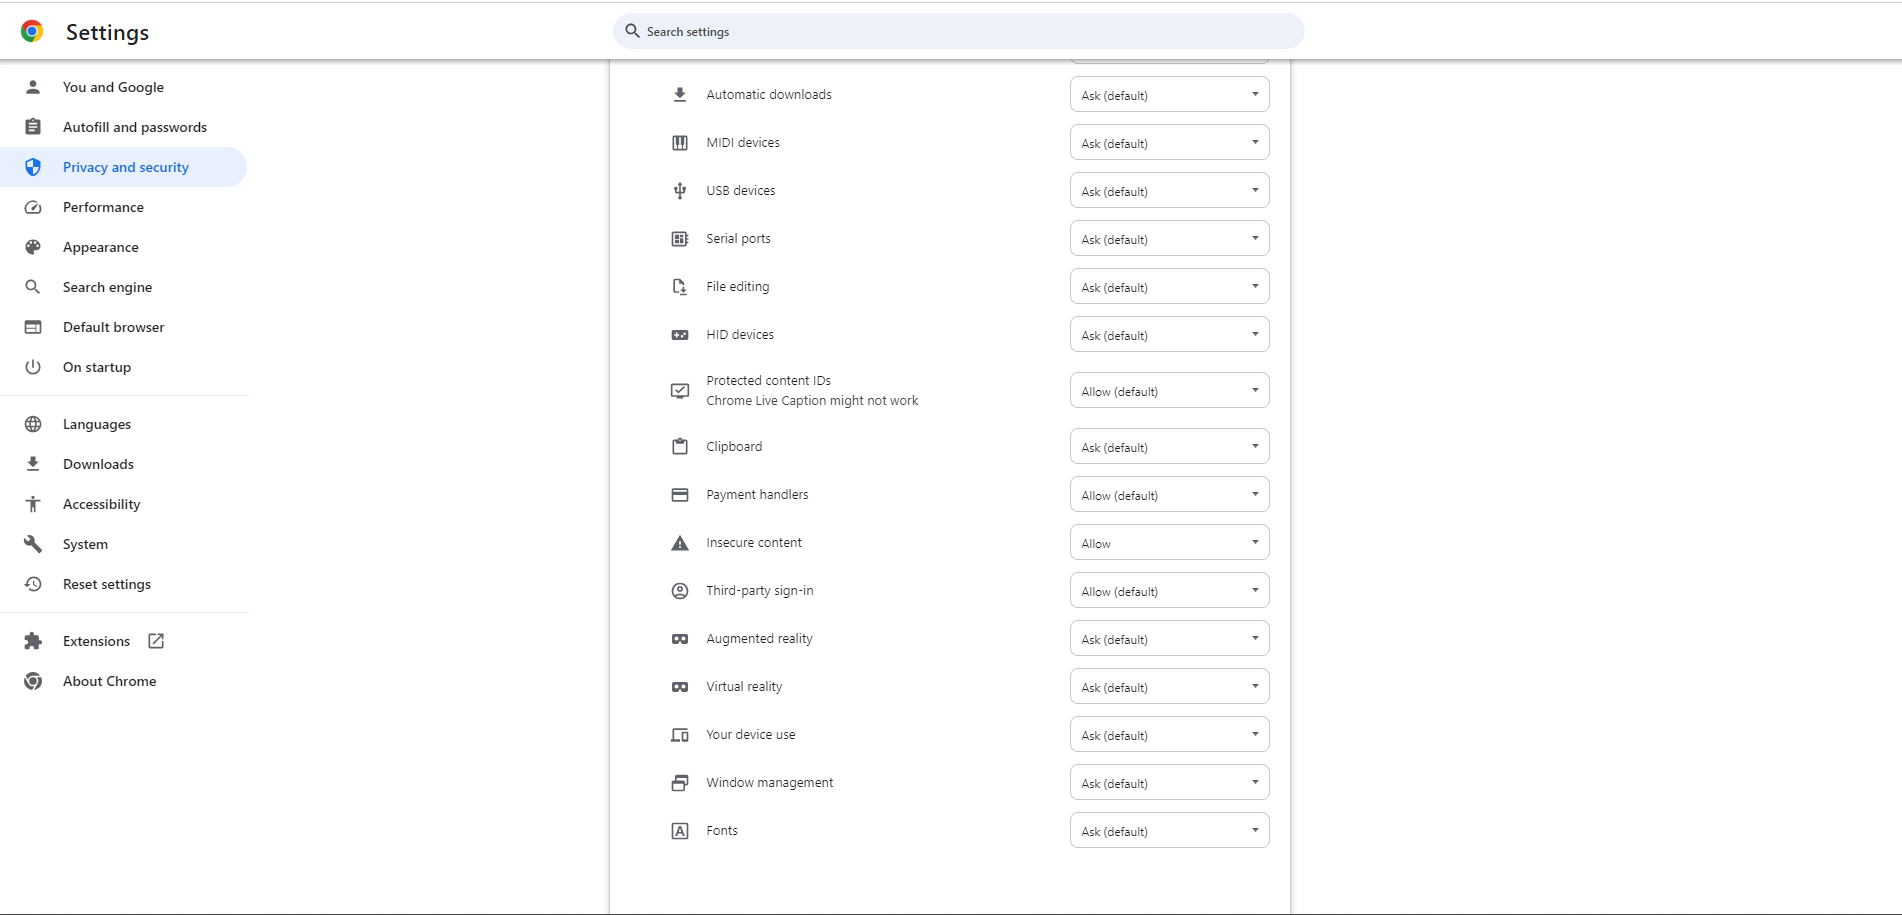 Settings
Search settings
You and Google
Autofill and passwords
Privacy and security
Performance
Appearance
Search engine
Default browser
On startup
Languages
Downloads
Accessibility
System
Reset settings
Extensions
About Chrome
Automatic downloads
Ask (default)
MIDI devices
Ask (default)
USB devices
Ask (default)
Serial ports
Ask (default)
File editing
Ask (default)
HID devices
Ask (default)
Protected content IDs
Chrome Live Caption might not work
Allow (default)
Clipboard
Ask (default)
Payment handlers
Allow (default)
Insecure content
Allow
Third-party sign-in
Allow (default)
Augmented reality
Ask (default)
Virtual reality
Ask (default)
Your device use
Ask (default)
Window management
Ask (default)
Fonts
Ask (default)